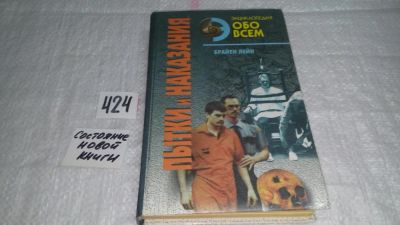 424
Состояние
новой
книги
ЭНЦИКЛОПЕДИЯ
ОБО
ВСЕМ
БРАЙЕН ЛЕЙН
ПЫТКИ И НАКАЗАНИЯ